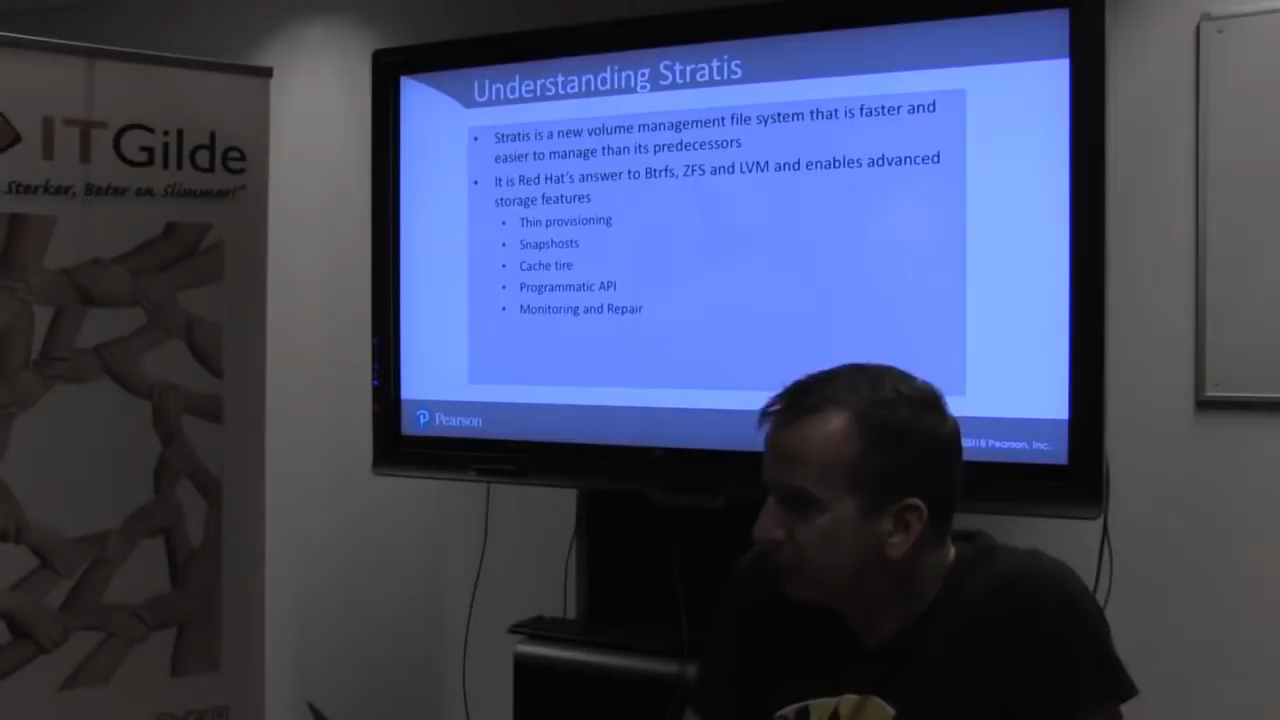 ITGilde
Sterker, Beter en Slimmer!
Understanding Stratis
• Stratis is a new volume management file system that is faster and
easier to manage than its predecessors
• It is Red Hat's answer to Btrfs, ZFS and LVM and enables advanced
storage features
• Thin provisioning
• Snapshosts
• Cache tire
• Programmatic API
• Monitoring and Repair
Pearson
2018 Pearson, Inc.